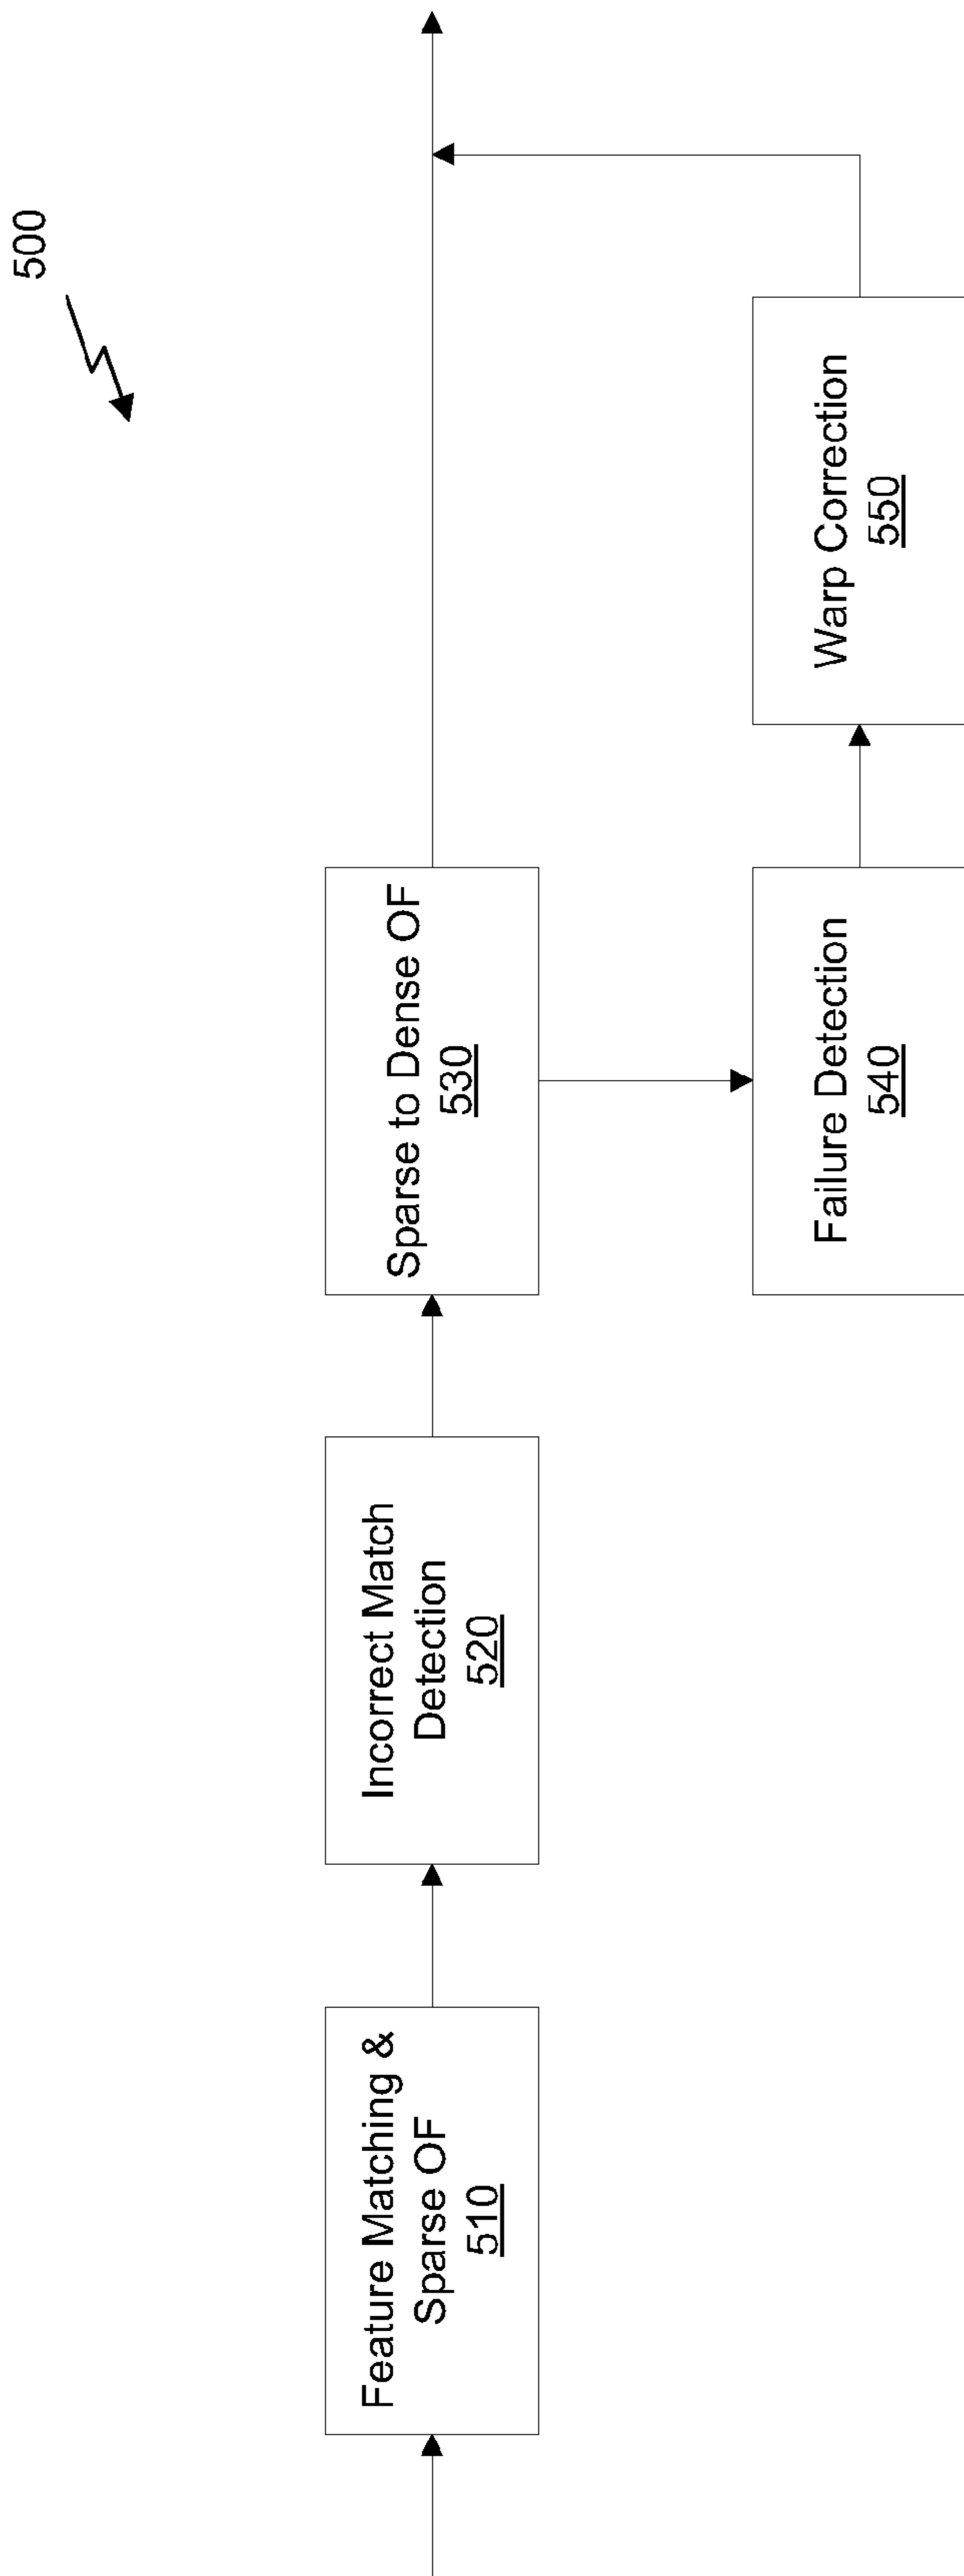 500
Feature Matching &
Sparse OF
510
Incorrect Match
Detection
520
Sparse to Dense OF
530
Failure Detection
540
Warp Correction
550